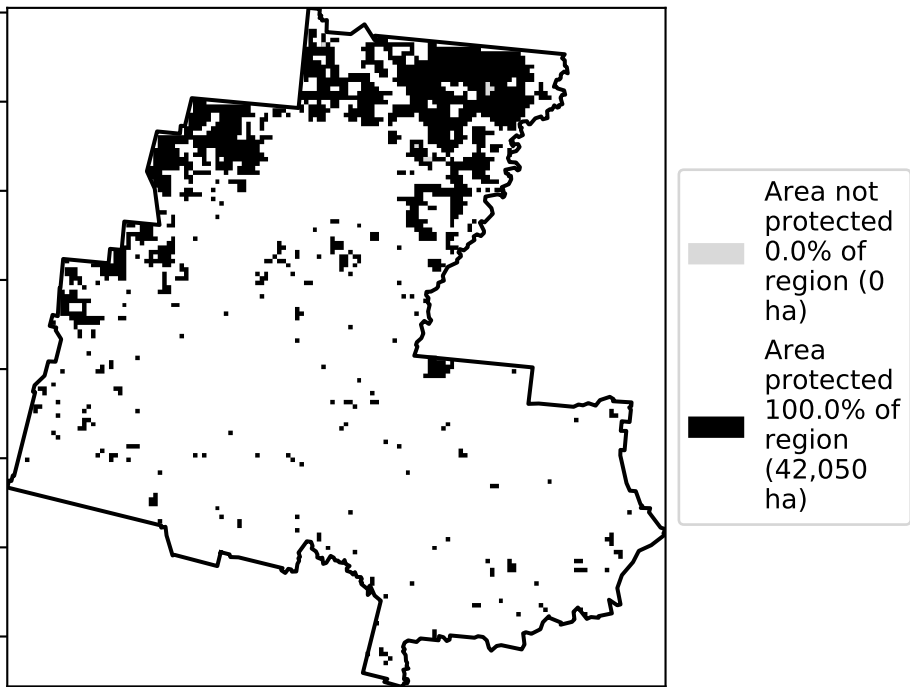 Area not
protected
0.0% of
region (0
ha)
Area
protected
100.0% of
region
(42,050
ha)